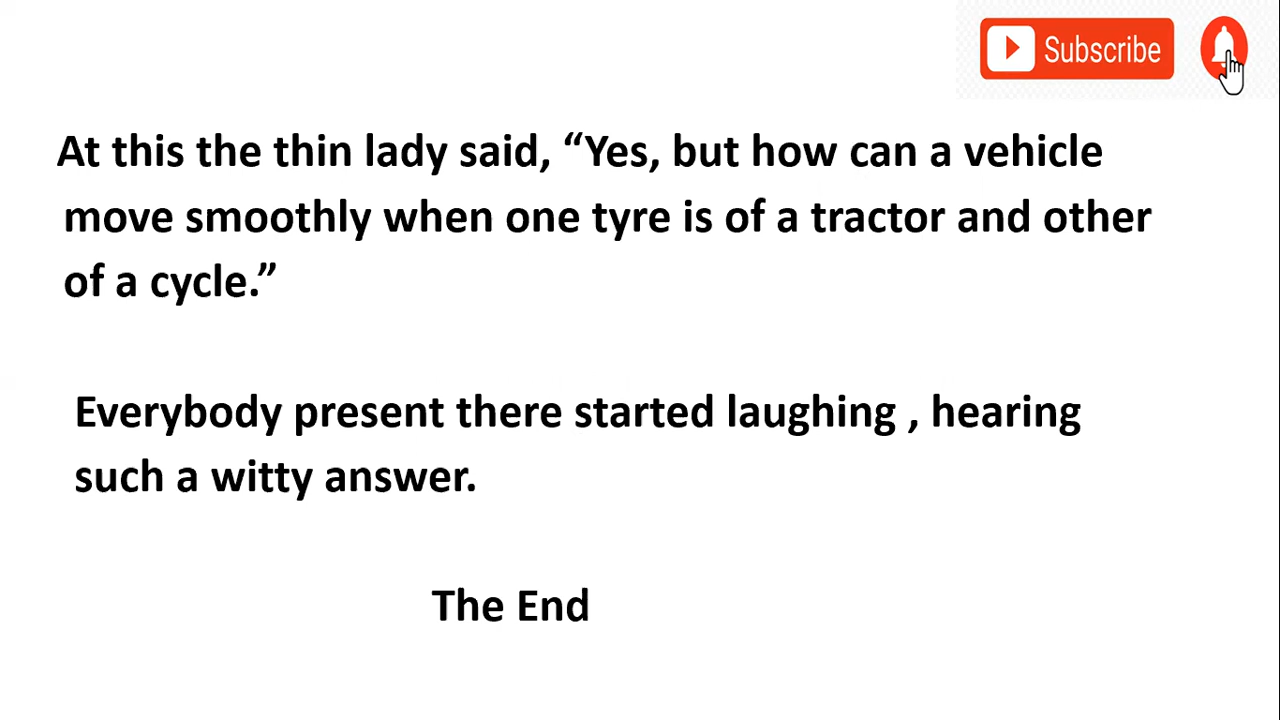 Subscribe
At this the thin lady said, “Yes, but how can a vehicle
move smoothly when one tyre is of a tractor and other
of a cycle.”
Everybody present there started laughing , hearing
such a witty answer.
The End